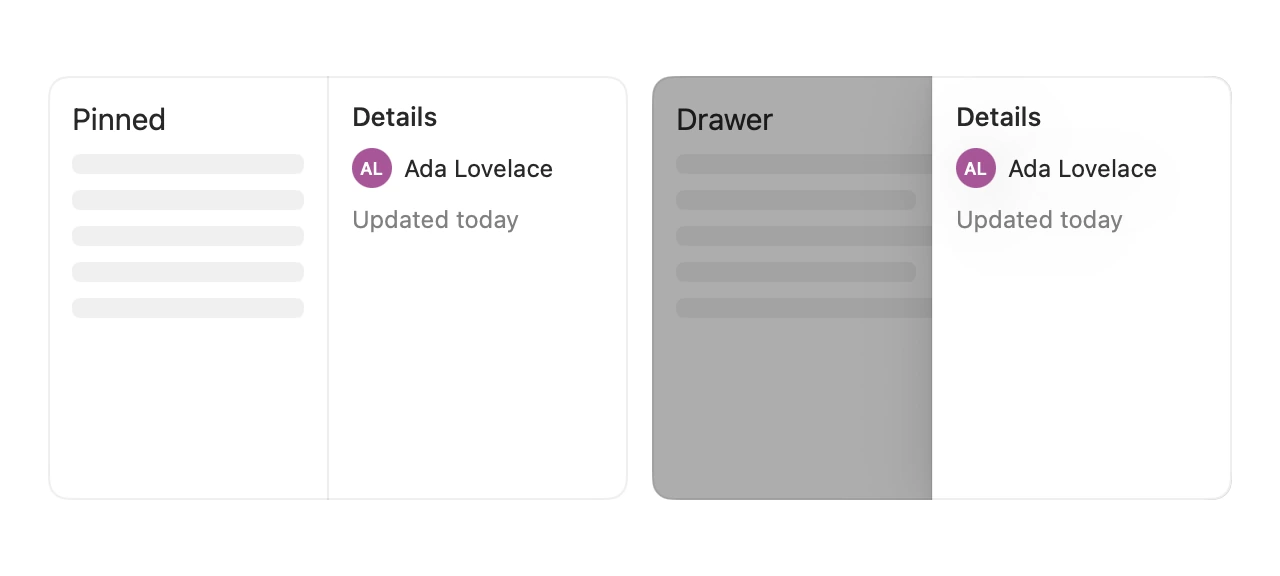 Pinned
Details
AL Ada Lovelace
Updated today
Drawer
Details
AL Ada Lovelace
Updated today